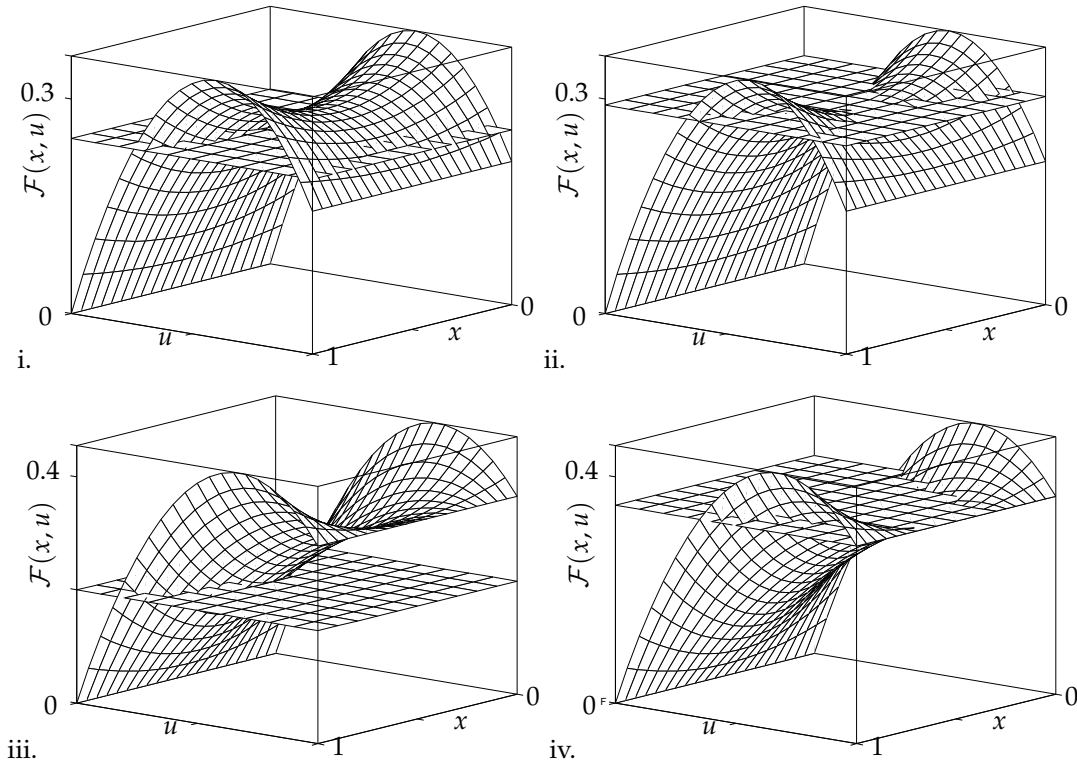 0.3
ℱ(x, u)
0
u
1
x
0
i.
0.3
ℱ(x, u)
0
u
1
x
0
ii.
0.4
ℱ(x, u)
0
u
1
x
0
iii.
0.4
ℱ(x, u)
0
F
u
1
x
0
iv.